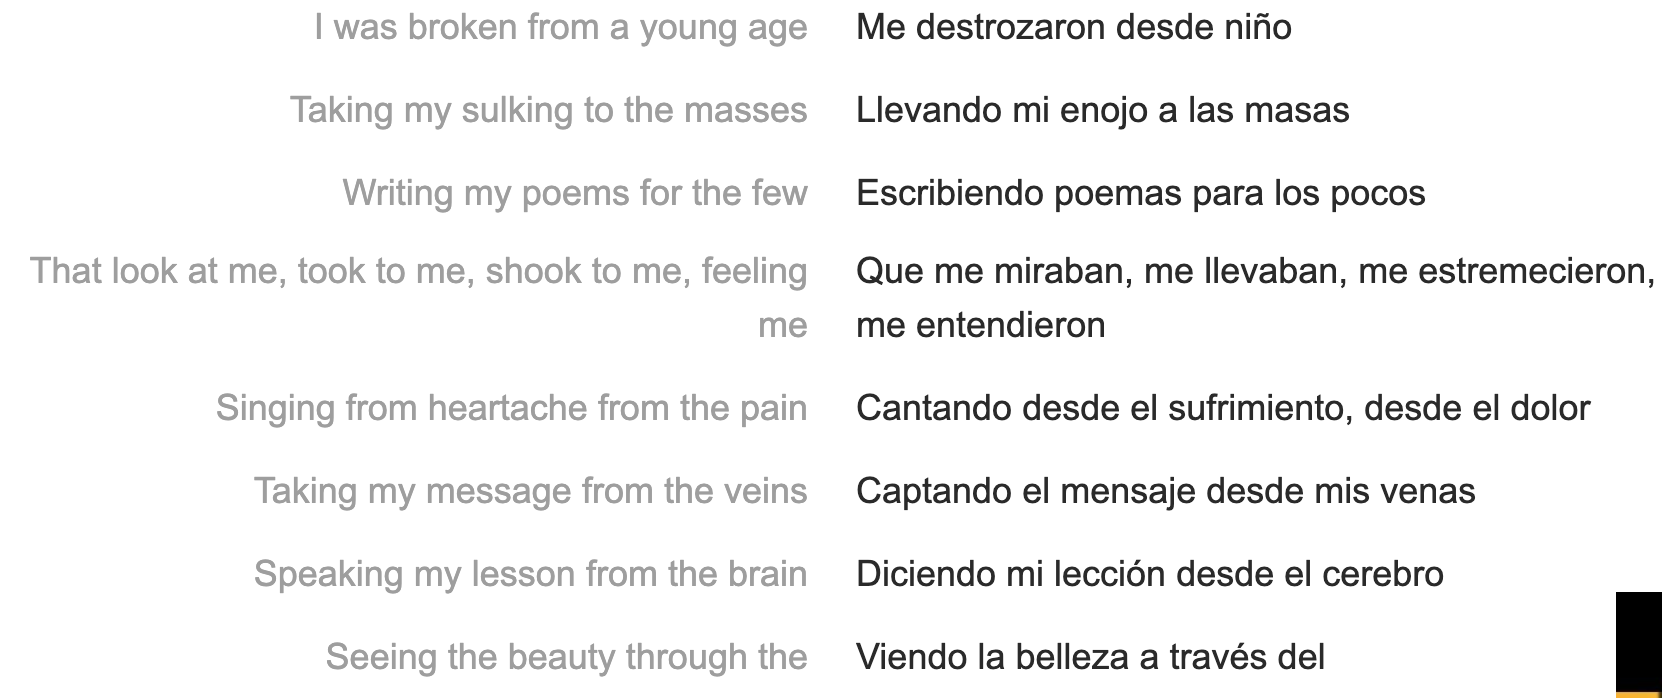 I was broken from a young age
Me destrozaron desde niño
Taking my sulking to the masses
Llevando mi enojo a las masas
Writing my poems for the few
Escribiendo poemas para los pocos
That look at me, took to me, shook to me, feeling
me
Que me miraban, me llevaban, me estremecieron,
me entendieron
Singing from heartache from the pain
Cantando desde el sufrimiento, desde el dolor
Taking my message from the veins
Captando el mensaje desde mis venas
Speaking my lesson from the brain
Diciendo mi lección desde el cerebro
Seeing the beauty through the
Viendo la belleza a través del